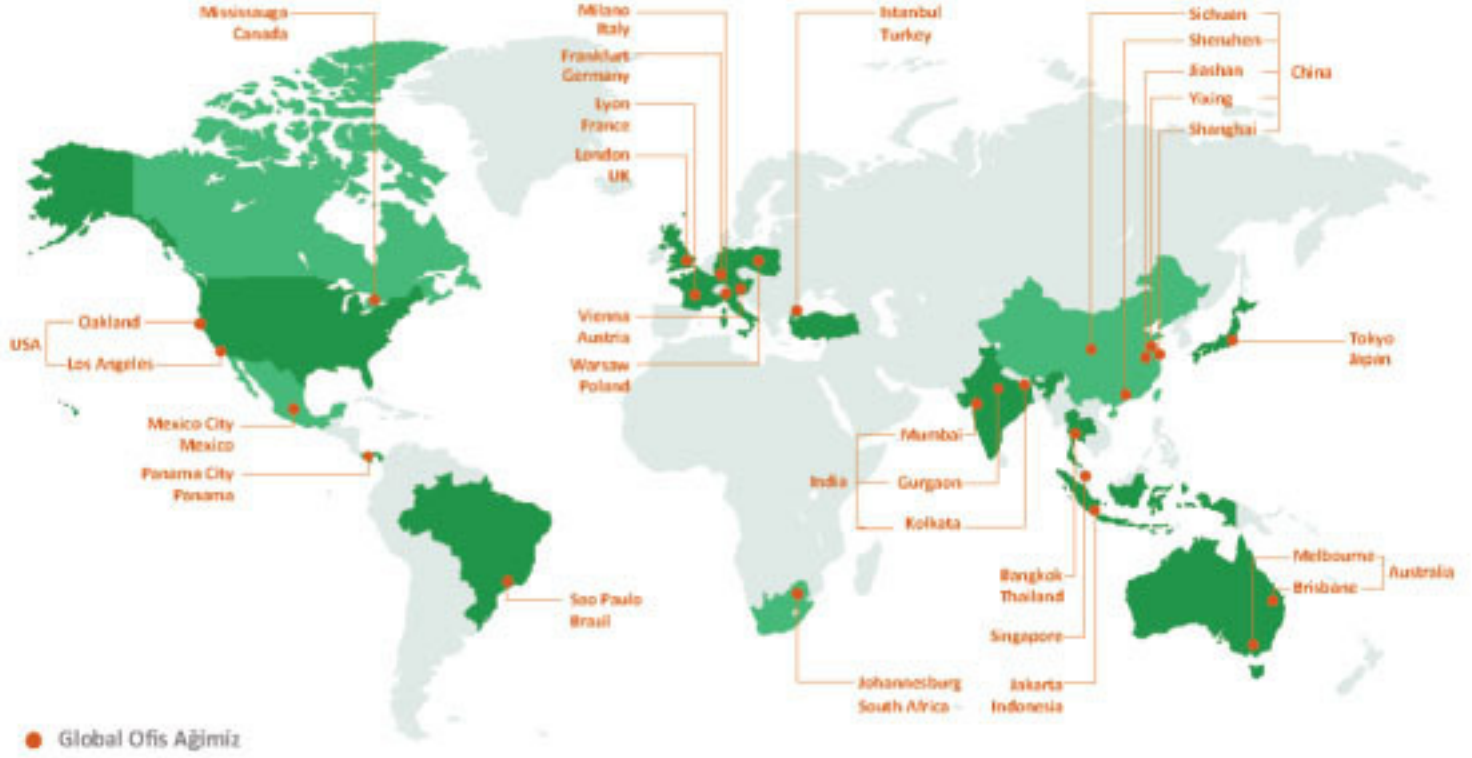 Mississauga
Canada
Milano
Italy
Frankfurt
Germany
Lyon
France
London
UK
Istanbul
Turkey
Sichuan
Shenzhen
Jiashan
Yixing
Shanghai
China
USA
Oakland
Los Angeles
Mexico City
Mexico
Panama City
Panama
Vienna
Austria
Warsaw
Poland
Tokyo
Japan
India
Mumbai
Gurgaon
Kolkata
Bangkok
Thailand
Singapore
Jakarta
Indonesia
Melbourne
Brisbane
Australia
Sao Paulo
Brasil
Johannesburg
South Africa
Global Ofis Ağimiz